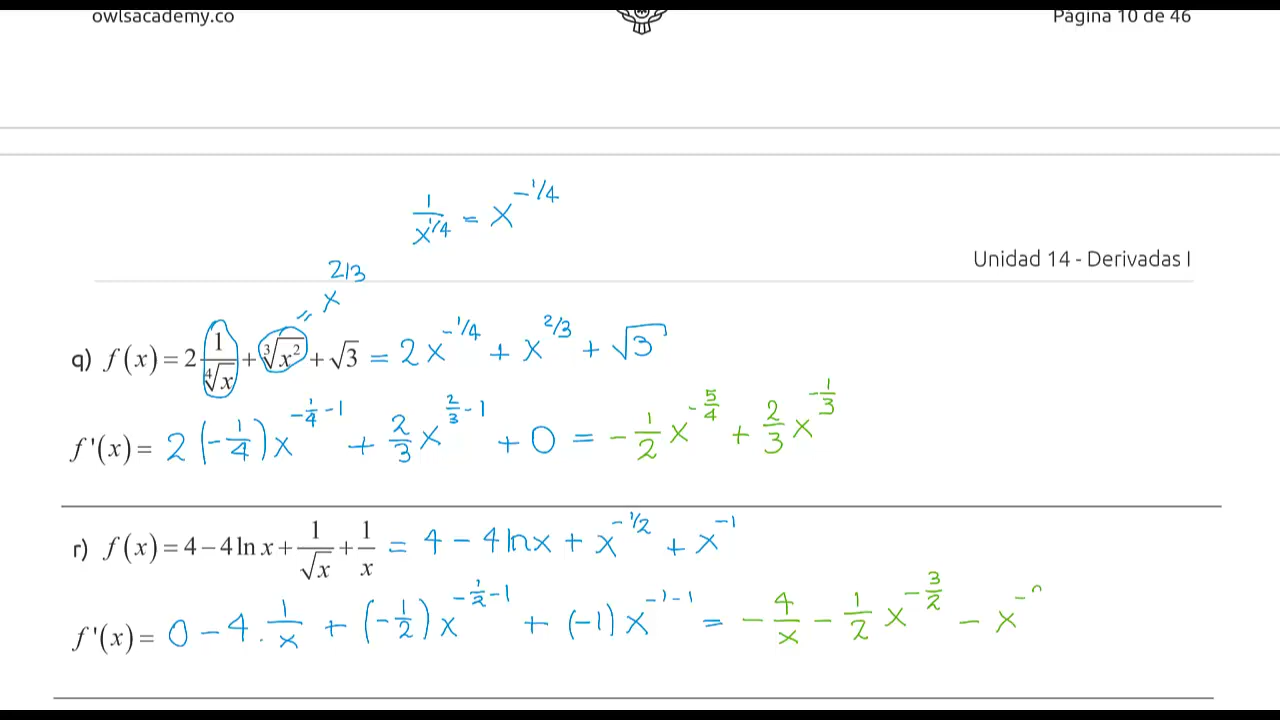 owlsacademy.co Página 10 de 46
1/x^1/4 = x^-1/4
Unidad 14 - Derivadas I
= x^2/3
q) f(x) = 2 1/∜x + ∛x² + √3 = 2x^-1/4 + x^2/3 + √3
f'(x) = 2(-1/4)x^-1/4-1 + 2/3 x^2/3-1 + 0 = -1/2 x^-5/4 + 2/3 x^-1/3
r) f(x) = 4 - 4 ln x + 1/√x + 1/x = 4 - 4lnx + x^-1/2 + x^-1
f'(x) = 0 - 4 . 1/x + (-1/2)x^-1/2-1 + (-1)x^-1-1 = -4/x - 1/2 x^-3/2 - x^-